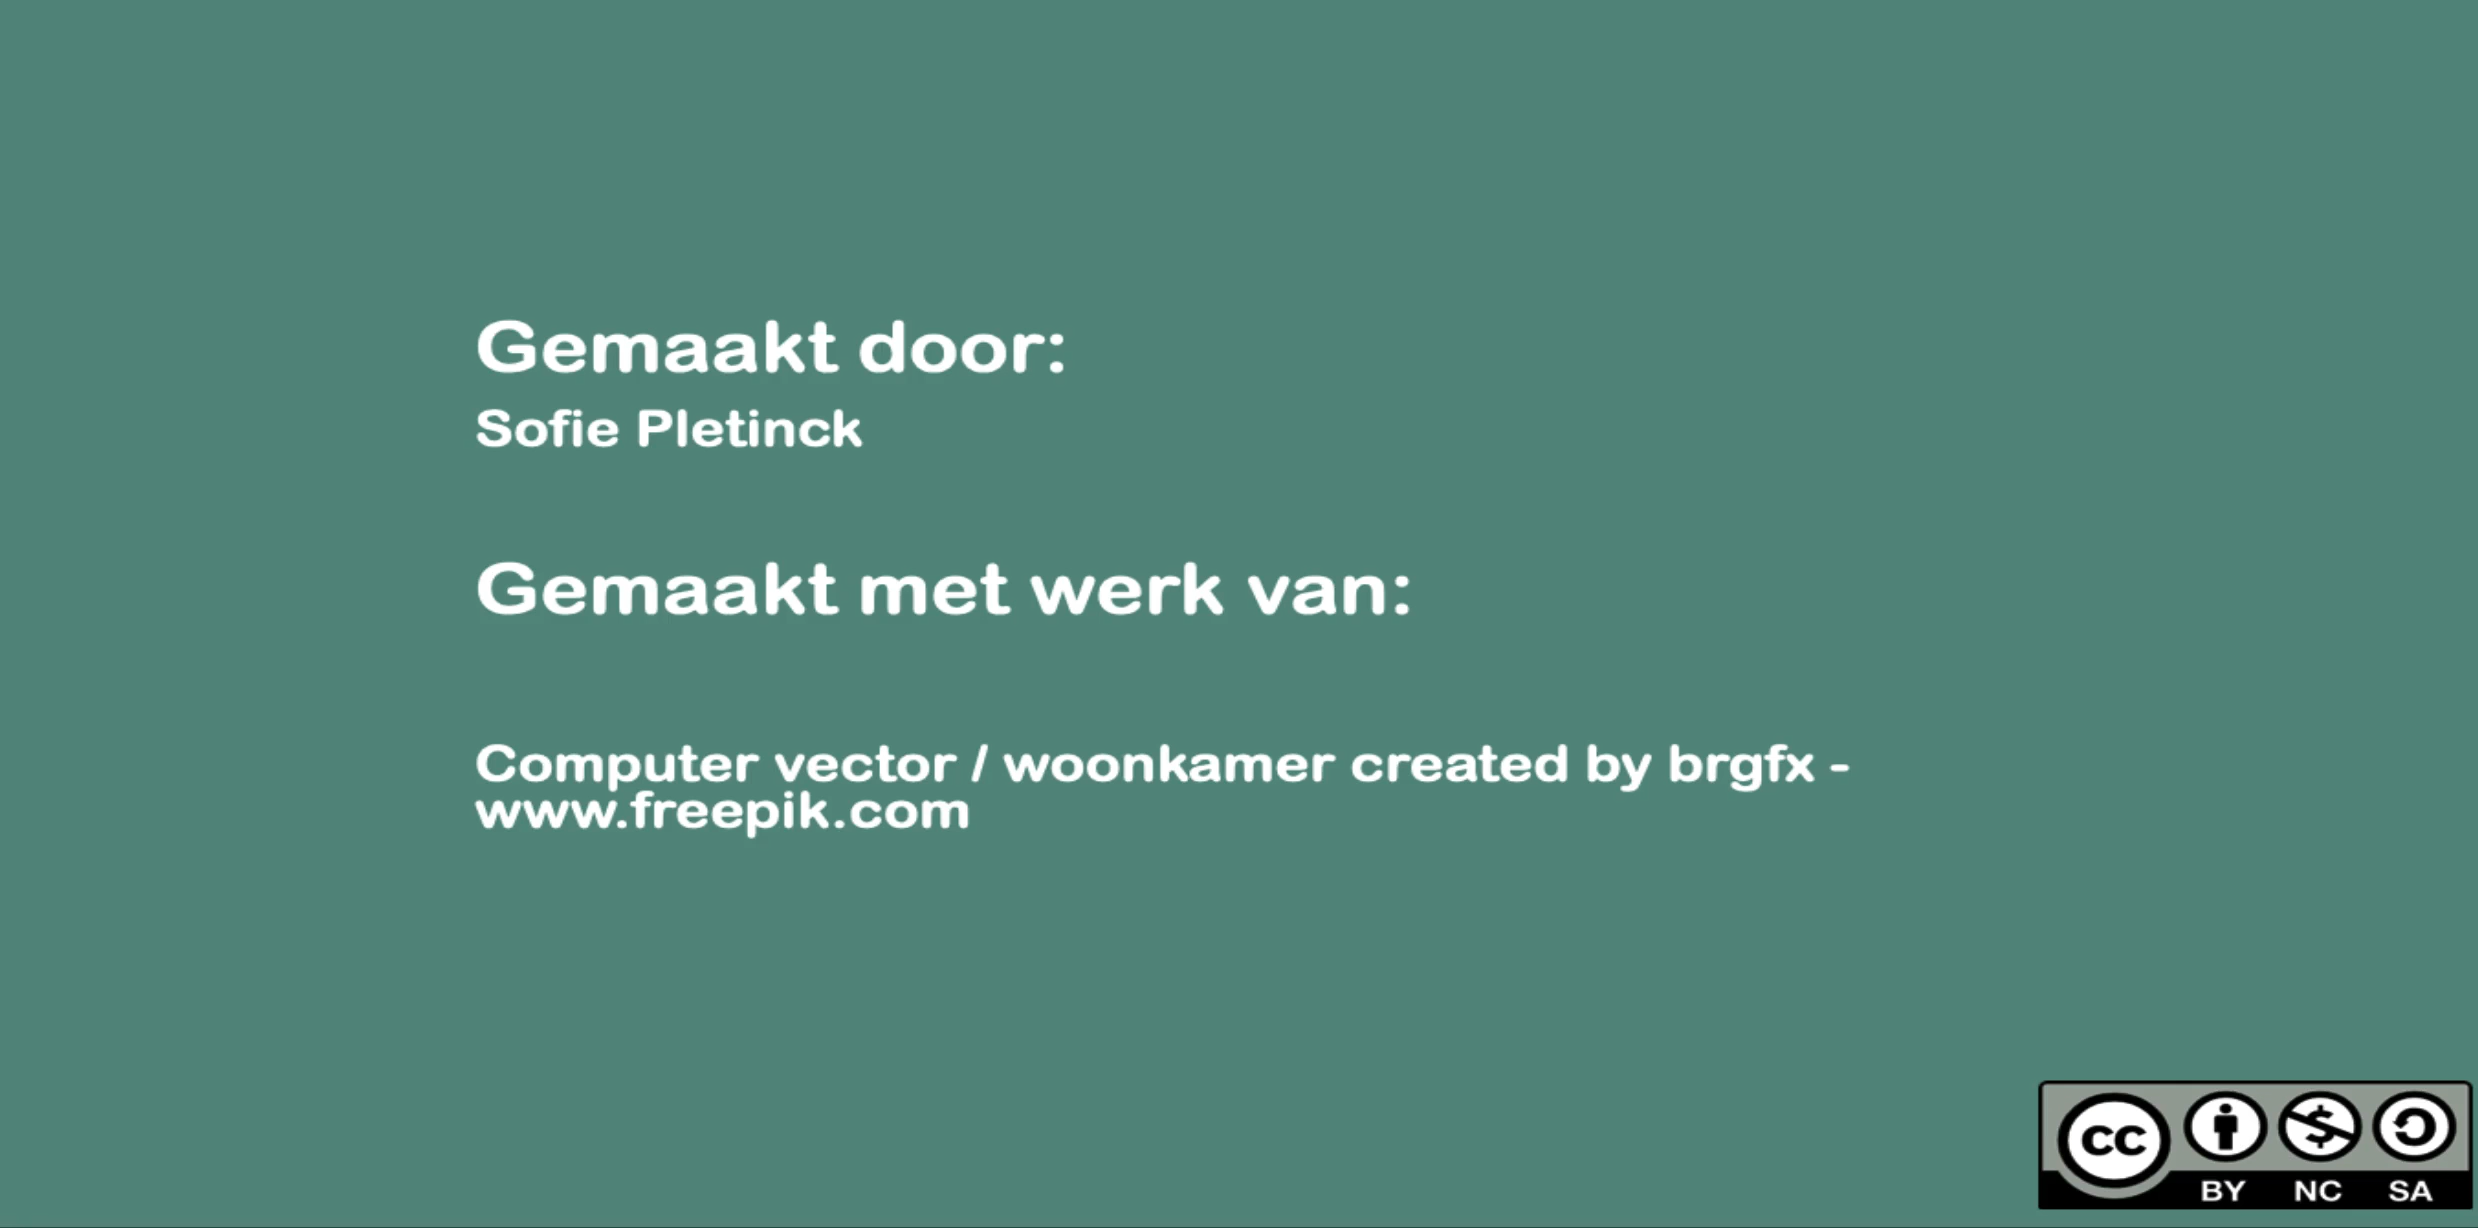 Gemaakt door:
Sofie Pletinck
Gemaakt met werk van:
Computer vector / woonkamer created by brgfx -
www.freepik.com
cc
BY NC SA